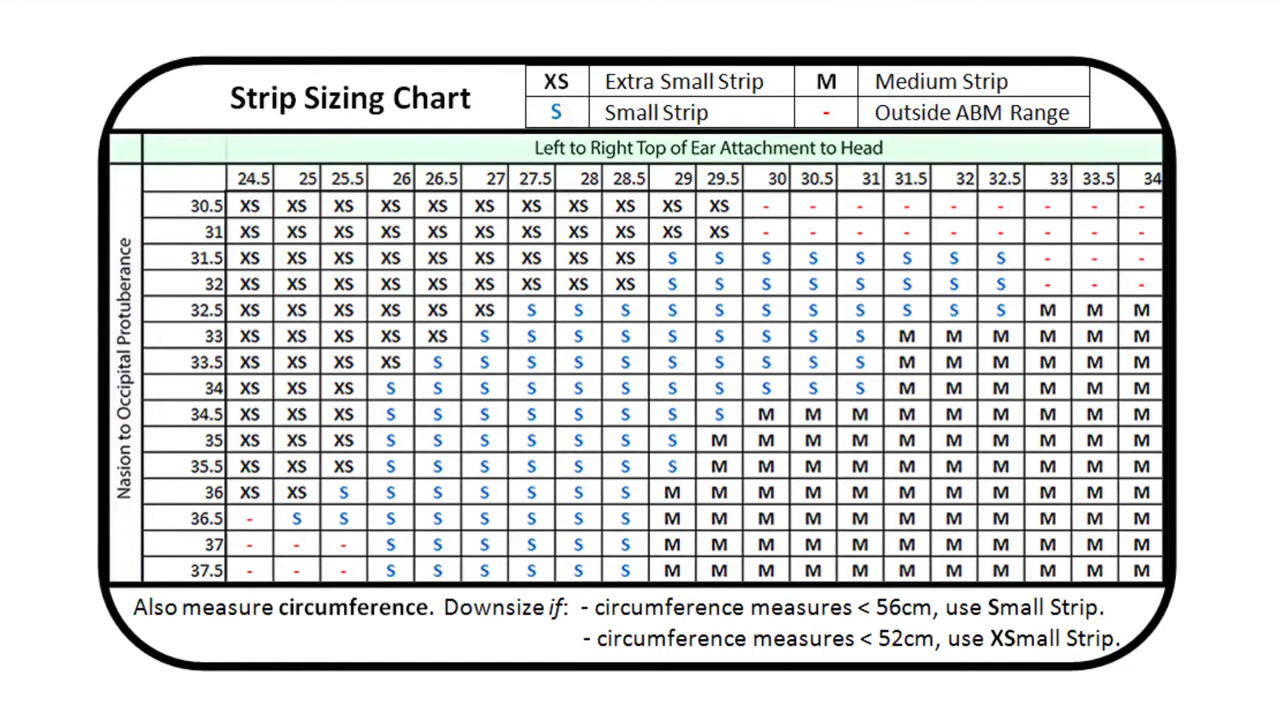 Strip Sizing Chart
XS Extra Small Strip M Medium Strip
S Small Strip - Outside ABM Range
Left to Right Top of Ear Attachment to Head
Nasion to Occipital Protuberance
24.5 25 25.5 26 26.5 27 27.5 28 28.5 29 29.5 30 30.5 31 31.5 32 32.5 33 33.5 34
30.5 XS XS XS XS XS XS XS XS XS XS XS - - - - - - - - -
31 XS XS XS XS XS XS XS XS XS XS XS - - - - - - - - -
31.5 XS XS XS XS XS XS XS XS XS S S S S S S S S - - -
32 XS XS XS XS XS XS XS XS XS S S S S S S S S - - -
32.5 XS XS XS XS XS XS S S S S S S S S S S S M M M
33 XS XS XS XS XS S S S S S S S S S M M M M M M
33.5 XS XS XS XS S S S S S S S S S S M M M M M M
34 XS XS XS S S S S S S S S S S S M M M M M M
34.5 XS XS XS S S S S S S S S M M M M M M M M M
35 XS XS XS S S S S S S S M M M M M M M M M M
35.5 XS XS XS S S S S S S S M M M M M M M M M M
36 XS XS S S S S S S S M M M M M M M M M M M
36.5 - S S S S S S S S M M M M M M M M M M M
37 - - - S S S S S S M M M M M M M M M M M
37.5 - - - S S S S S S M M M M M M M M M M M
Also measure circumference. Downsize if: - circumference measures < 56cm, use Small Strip.
- circumference measures < 52cm, use XSmall Strip.